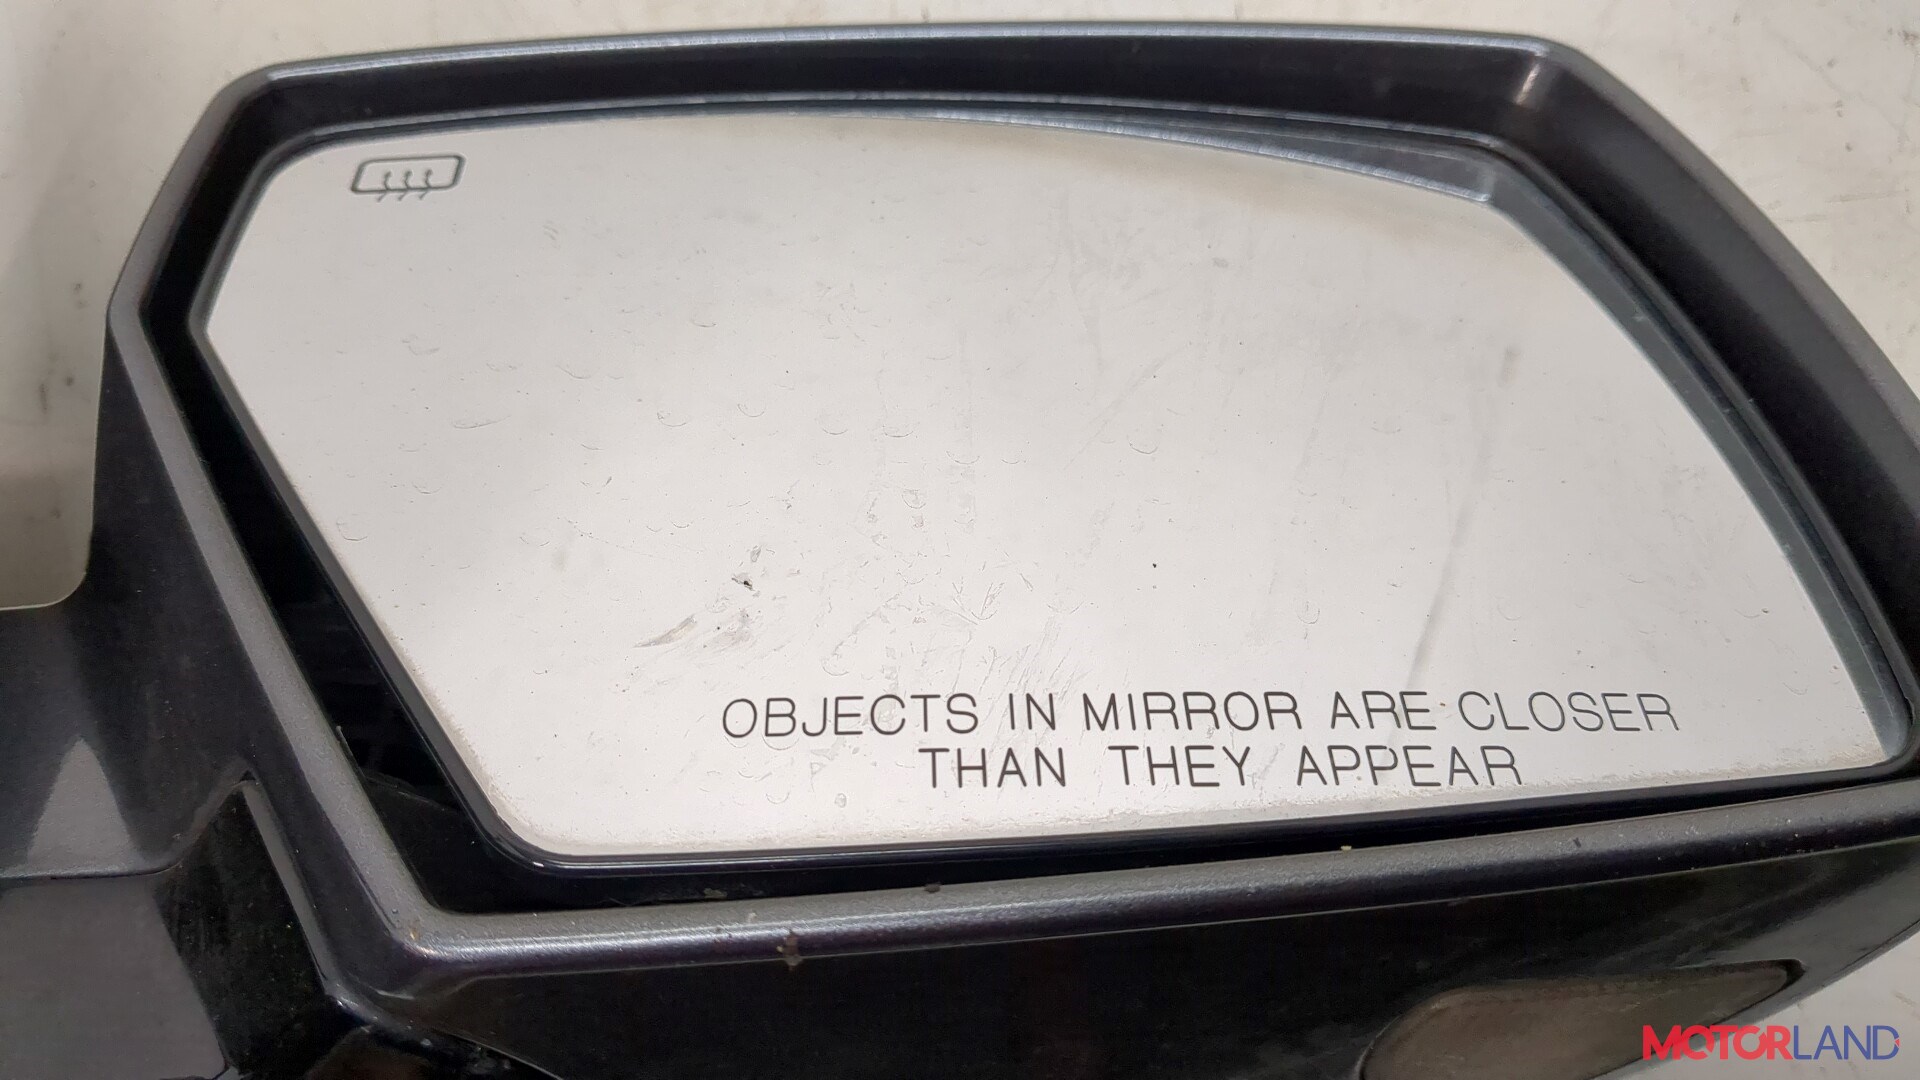 OBJECTS IN MIRROR ARE CLOSER
THAN THEY APPEAR
MOTORLAND